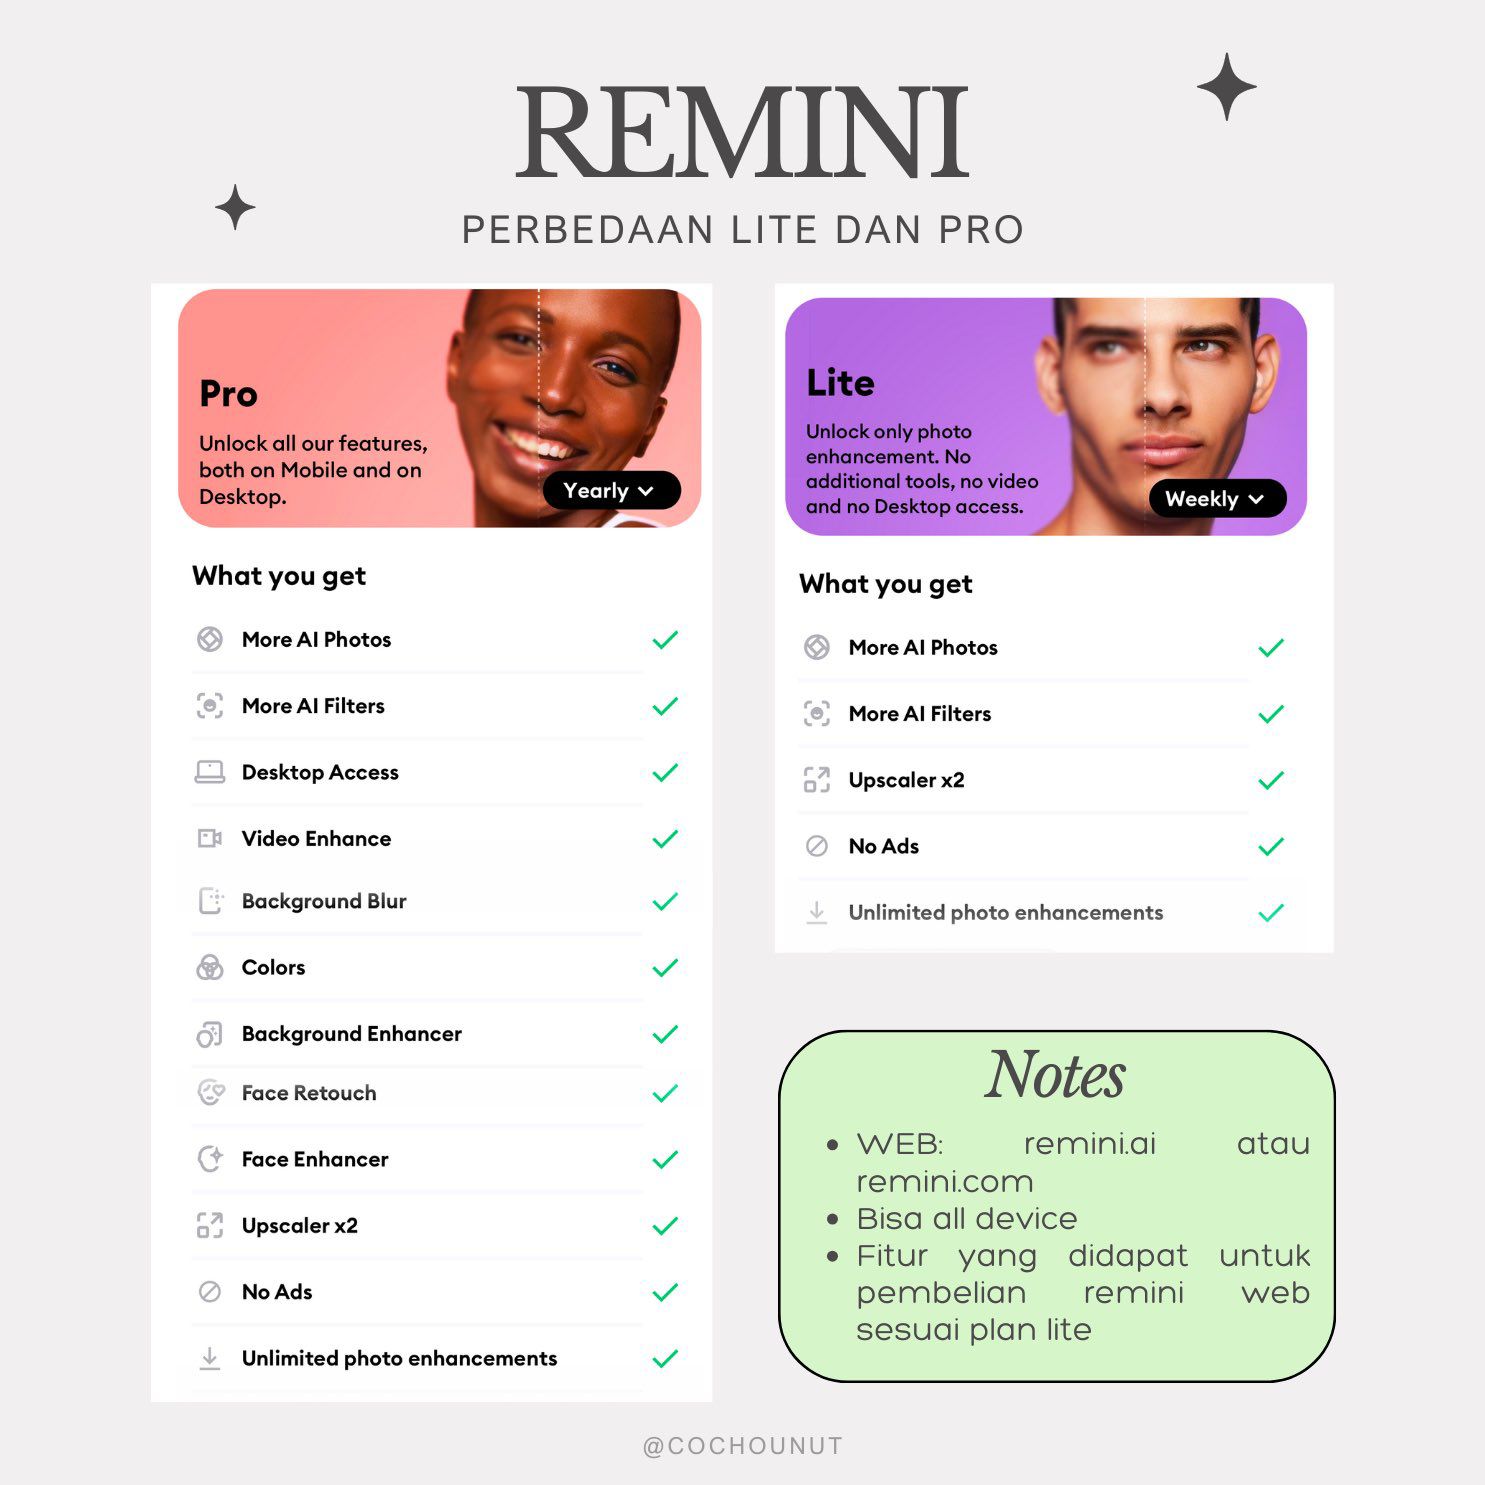 REMINI
PERBEDAAN LITE DAN PRO
Pro
Unlock all our features,
both on Mobile and on
Desktop.
Yearly
What you get
More AI Photos
More AI Filters
Desktop Access
Video Enhance
Background Blur
Colors
Background Enhancer
Face Retouch
Face Enhancer
Upscaler x2
No Ads
Unlimited photo enhancements
Lite
Unlock only photo
enhancement. No
additional tools, no video
and no Desktop access.
Weekly
What you get
More AI Photos
More AI Filters
Upscaler x2
No Ads
Unlimited photo enhancements
Notes
• WEB: remini.ai atau
remini.com
• Bisa all device
• Fitur yang didapat untuk
pembelian remini web
sesuai plan lite
@COCHOUNUT